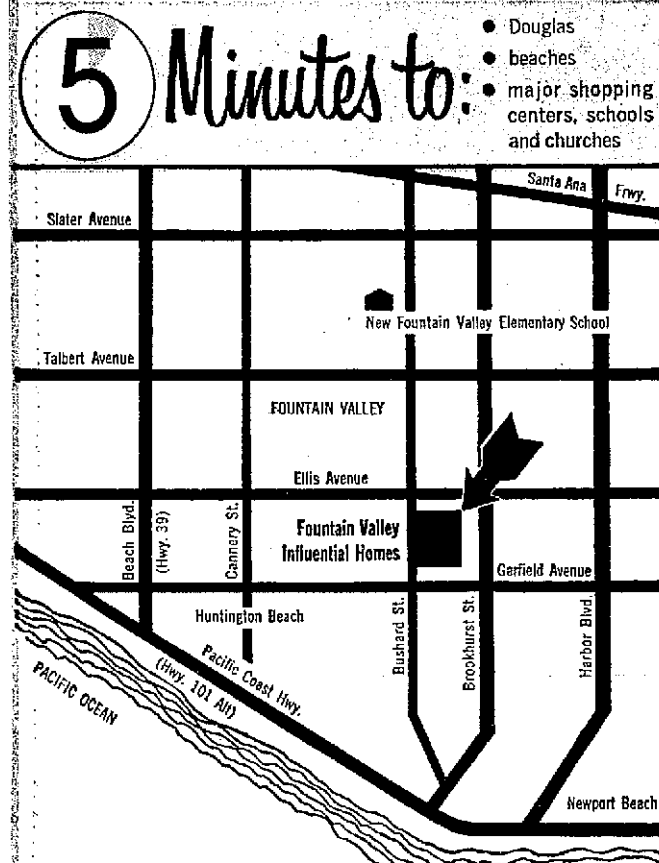 5 Minutes to:
• Douglas
• beaches
• major shopping
centers, schools
and churches
Santa Ana Frwy.
Slater Avenue
New Fountain Valley Elementary School
Talbert Avenue
FOUNTAIN VALLEY
Ellis Avenue
Beach Blvd.
(Hwy. 39)
Cannery St.
Fountain Valley
Influential Homes
Garfield Avenue
Huntington Beach
Bushard St.
Brookhurst St.
Harbor Blvd.
Pacific Coast Hwy.
(Hwy. 101 Alt)
PACIFIC OCEAN
Newport Beach